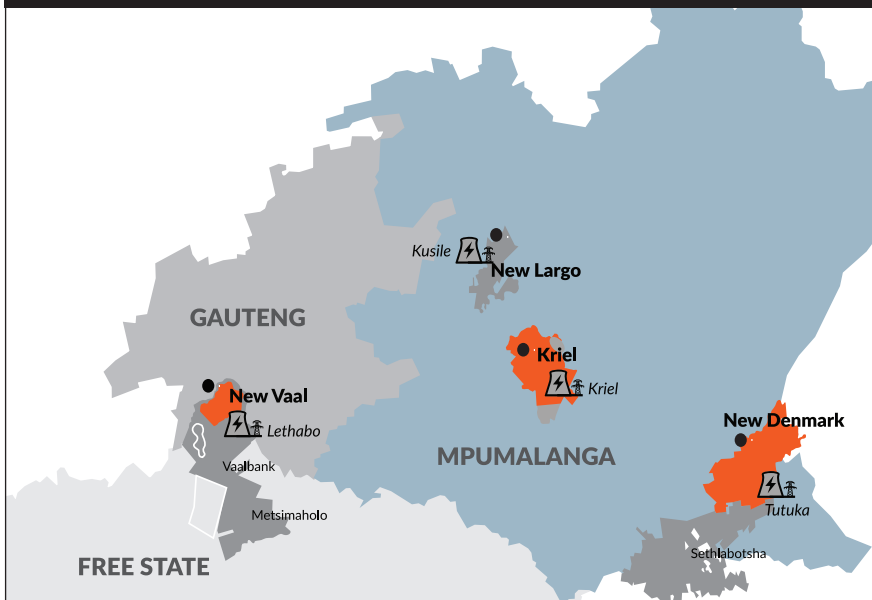 Kusile
New Largo
GAUTENG
Kriel
Kriel
New Vaal
Lethabo
New Denmark
MPUMALANGA
Vaalbank
Tutuka
Metsimaholo
Sethlabotsha
FREE STATE